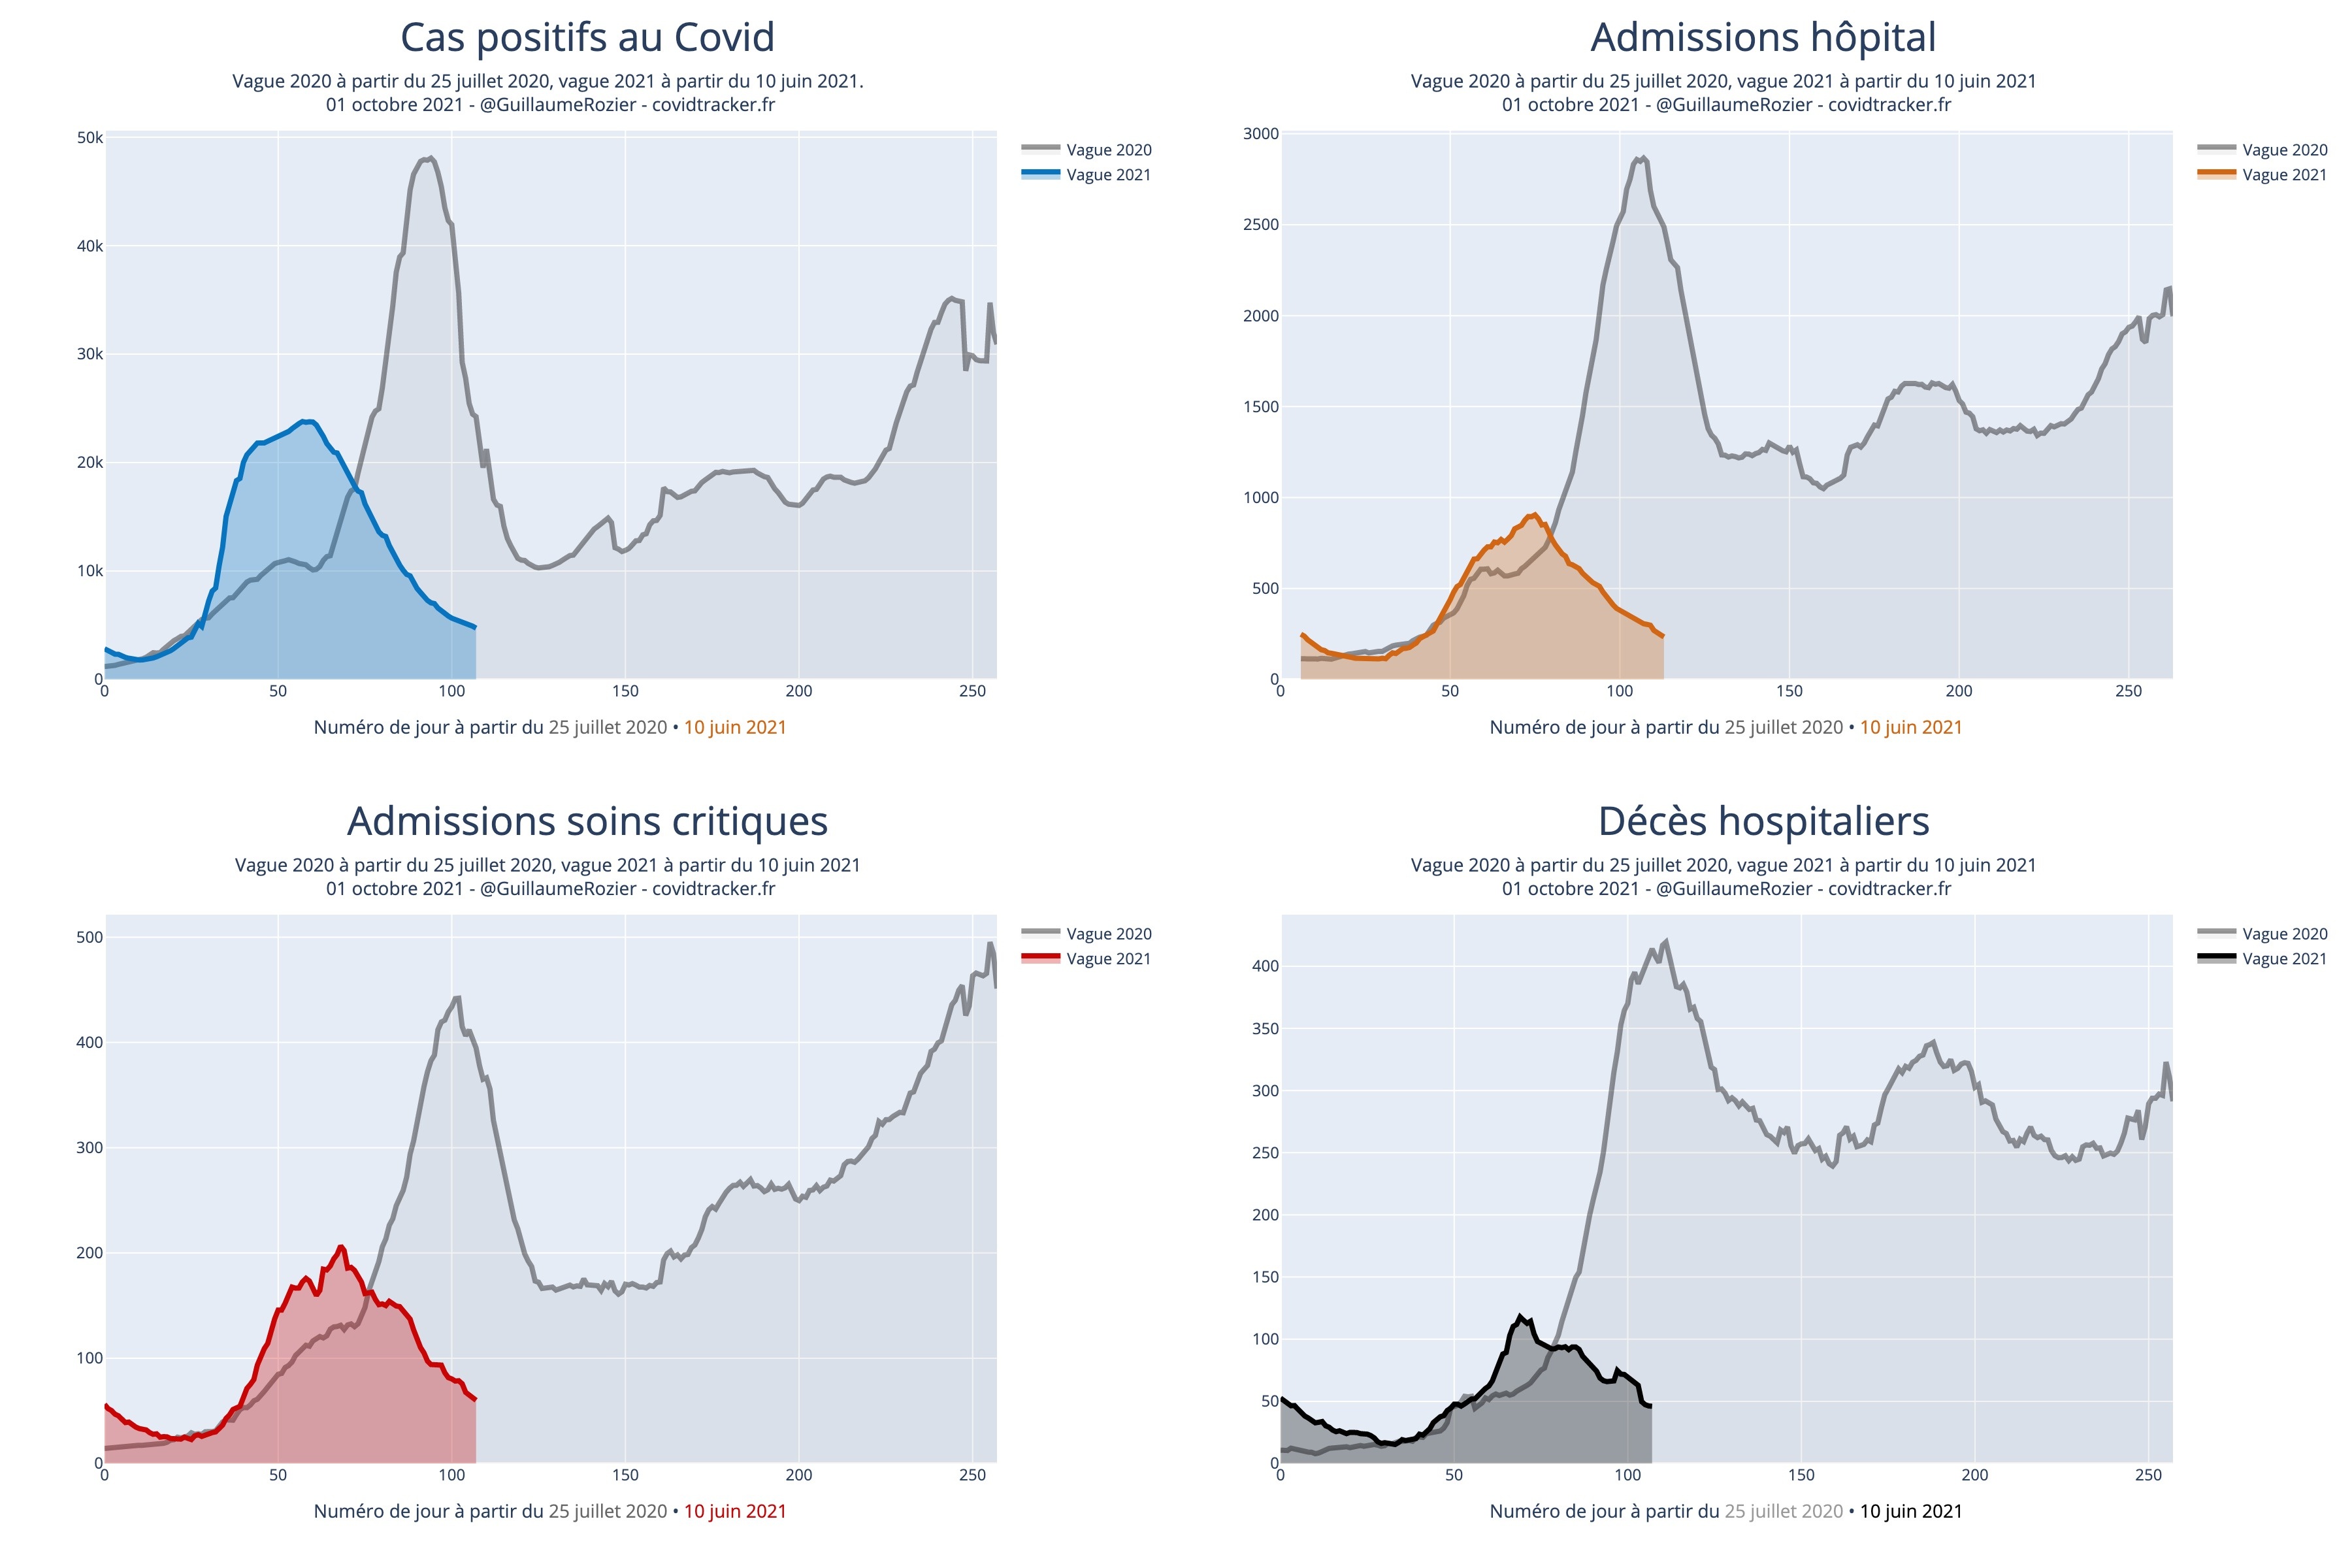 Cas positifs au Covid
Vague 2020 à partir du 25 juillet 2020, vague 2021 à partir du 10 juin 2021.
01 octobre 2021 - @GuillaumeRozier - covidtracker.fr
50k
40k
30k
20k
10k
0
0 50 100 150 200 250
Numéro de jour à partir du 25 juillet 2020 • 10 juin 2021
Vague 2020
Vague 2021
Admissions hôpital
Vague 2020 à partir du 25 juillet 2020, vague 2021 à partir du 10 juin 2021
01 octobre 2021 - @GuillaumeRozier - covidtracker.fr
3000
2500
2000
1500
1000
500
0
0 50 100 150 200 250
Numéro de jour à partir du 25 juillet 2020 • 10 juin 2021
Vague 2020
Vague 2021
Admissions soins critiques
Vague 2020 à partir du 25 juillet 2020, vague 2021 à partir du 10 juin 2021
01 octobre 2021 - @GuillaumeRozier - covidtracker.fr
500
400
300
200
100
0
0 50 100 150 200 250
Numéro de jour à partir du 25 juillet 2020 • 10 juin 2021
Vague 2020
Vague 2021
Décès hospitaliers
Vague 2020 à partir du 25 juillet 2020, vague 2021 à partir du 10 juin 2021
01 octobre 2021 - @GuillaumeRozier - covidtracker.fr
400
350
300
250
200
150
100
50
0
0 50 100 150 200 250
Numéro de jour à partir du 25 juillet 2020 • 10 juin 2021
Vague 2020
Vague 2021